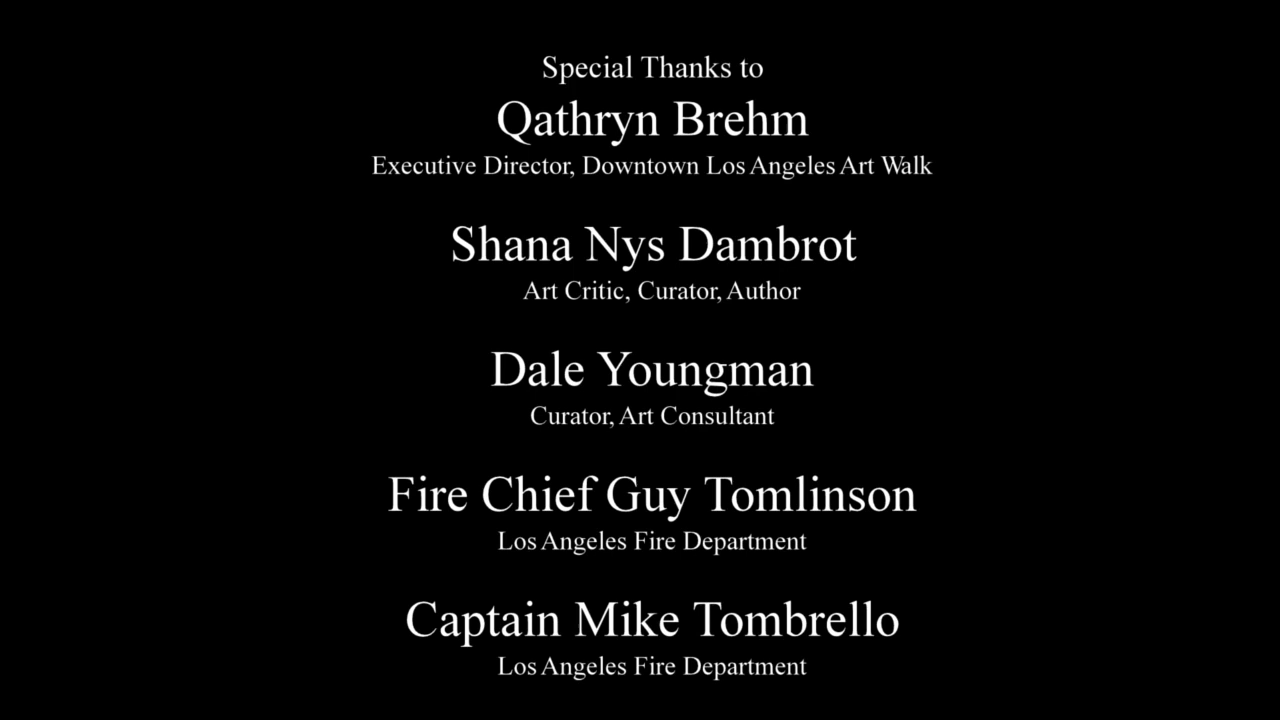 Special Thanks to
Qathryn Brehm
Executive Director, Downtown Los Angeles Art Walk
Shana Nys Dambrot
Art Critic, Curator, Author
Dale Youngman
Curator, Art Consultant
Fire Chief Guy Tomlinson
Los Angeles Fire Department
Captain Mike Tombrello
Los Angeles Fire Department